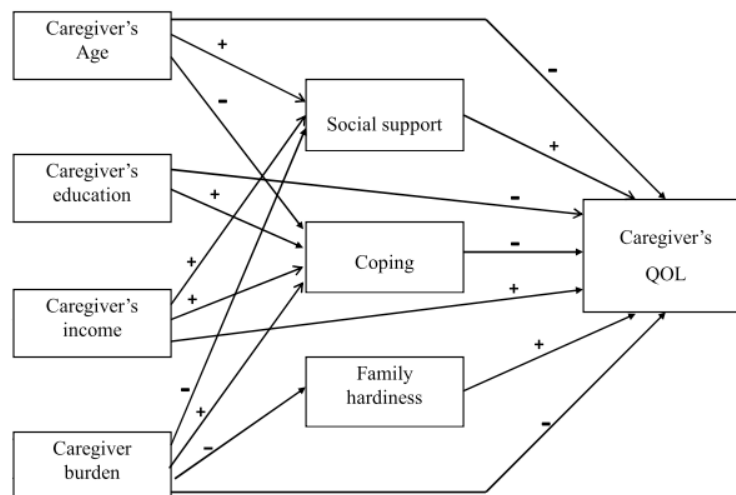 Caregiver's
Age
+
-
-
Social support
+
Caregiver's
education
+
-
Caregiver's
QOL
Coping
-
+
+
+
Caregiver's
income
Family
hardiness
+
-
+
-
-
Caregiver
burden